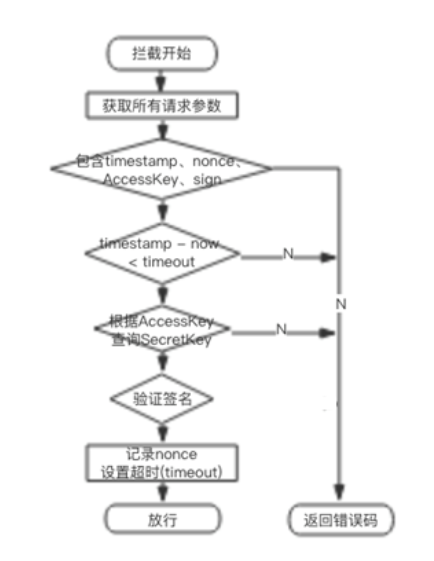 拦截开始
获取所有请求参数
包含timestamp、nonce、
AccessKey、sign
timestamp - now
< timeout
N
N
根据AccessKey
查询SecretKey
N
验证签名
记录nonce
设置超时(timeout)
放行
返回错误码